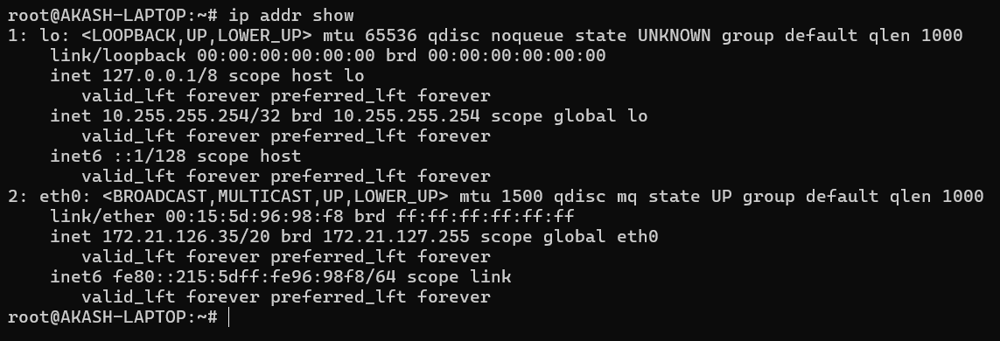 root@AKASH-LAPTOP:~# ip addr show
1: lo: <LOOPBACK,UP,LOWER_UP> mtu 65536 qdisc noqueue state UNKNOWN group default qlen 1000
    link/loopback 00:00:00:00:00:00 brd 00:00:00:00:00:00
    inet 127.0.0.1/8 scope host lo
       valid_lft forever preferred_lft forever
    inet 10.255.255.254/32 brd 10.255.255.254 scope global lo
       valid_lft forever preferred_lft forever
    inet6 ::1/128 scope host
       valid_lft forever preferred_lft forever
2: eth0: <BROADCAST,MULTICAST,UP,LOWER_UP> mtu 1500 qdisc mq state UP group default qlen 1000
    link/ether 00:15:5d:96:98:f8 brd ff:ff:ff:ff:ff:ff
    inet 172.21.126.35/20 brd 172.21.127.255 scope global eth0
       valid_lft forever preferred_lft forever
    inet6 fe80::215:5dff:fe96:98f8/64 scope link
       valid_lft forever preferred_lft forever
root@AKASH-LAPTOP:~#